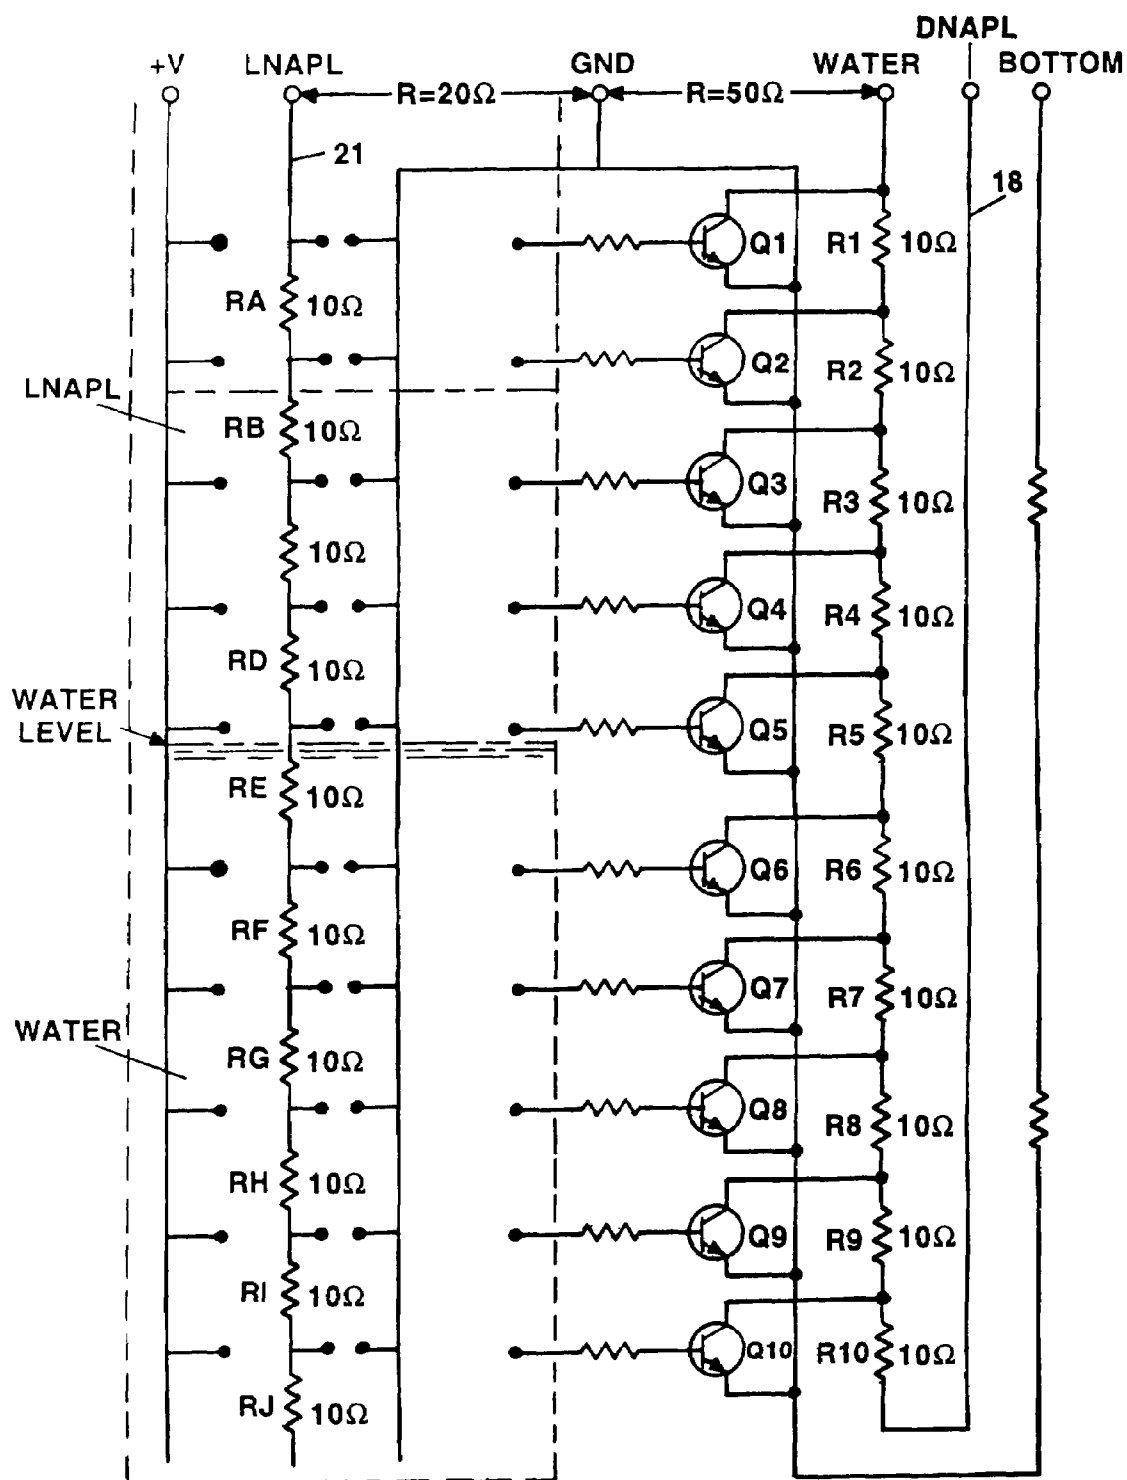 DNAPL
+V LNAPL GND WATER BOTTOM
R=20Ω R=50Ω
21
18
Q1 R1 10Ω
RA 10Ω
Q2 R2 10Ω
LNAPL
RB 10Ω
Q3 R3 10Ω
10Ω
Q4 R4 10Ω
RD 10Ω
WATER
LEVEL
Q5 R5 10Ω
RE 10Ω
Q6 R6 10Ω
RF 10Ω
Q7 R7 10Ω
WATER
RG 10Ω
Q8 R8 10Ω
RH 10Ω
Q9 R9 10Ω
RI 10Ω
Q10 R10 10Ω
RJ 10Ω